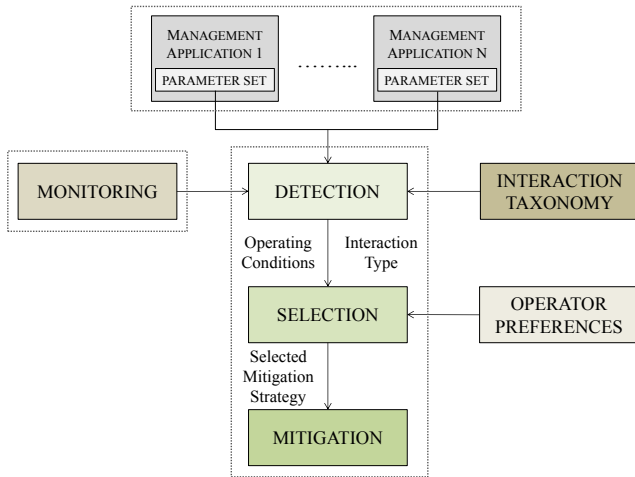 MANAGEMENT
APPLICATION 1
PARAMETER SET
.........
MANAGEMENT
APPLICATION N
PARAMETER SET
MONITORING
DETECTION
INTERACTION
TAXONOMY
Operating
Conditions
Interaction
Type
SELECTION
OPERATOR
PREFERENCES
Selected
Mitigation
Strategy
MITIGATION